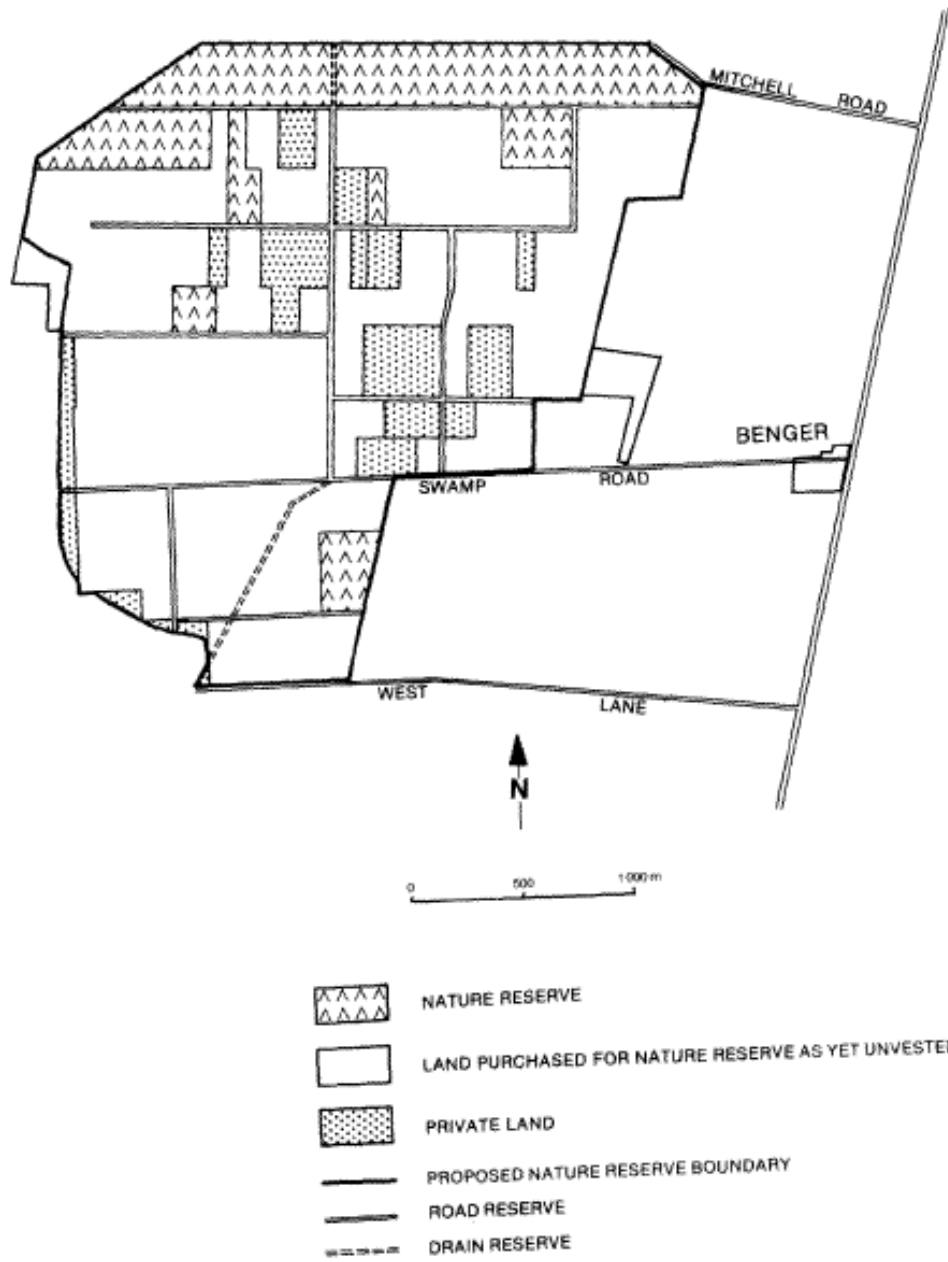 MITCHELL ROAD
BENGER
SWAMP ROAD
WEST LANE
N
0 500 1000 m
NATURE RESERVE
LAND PURCHASED FOR NATURE RESERVE AS YET UNVESTE
PRIVATE LAND
PROPOSED NATURE RESERVE BOUNDARY
ROAD RESERVE
DRAIN RESERVE